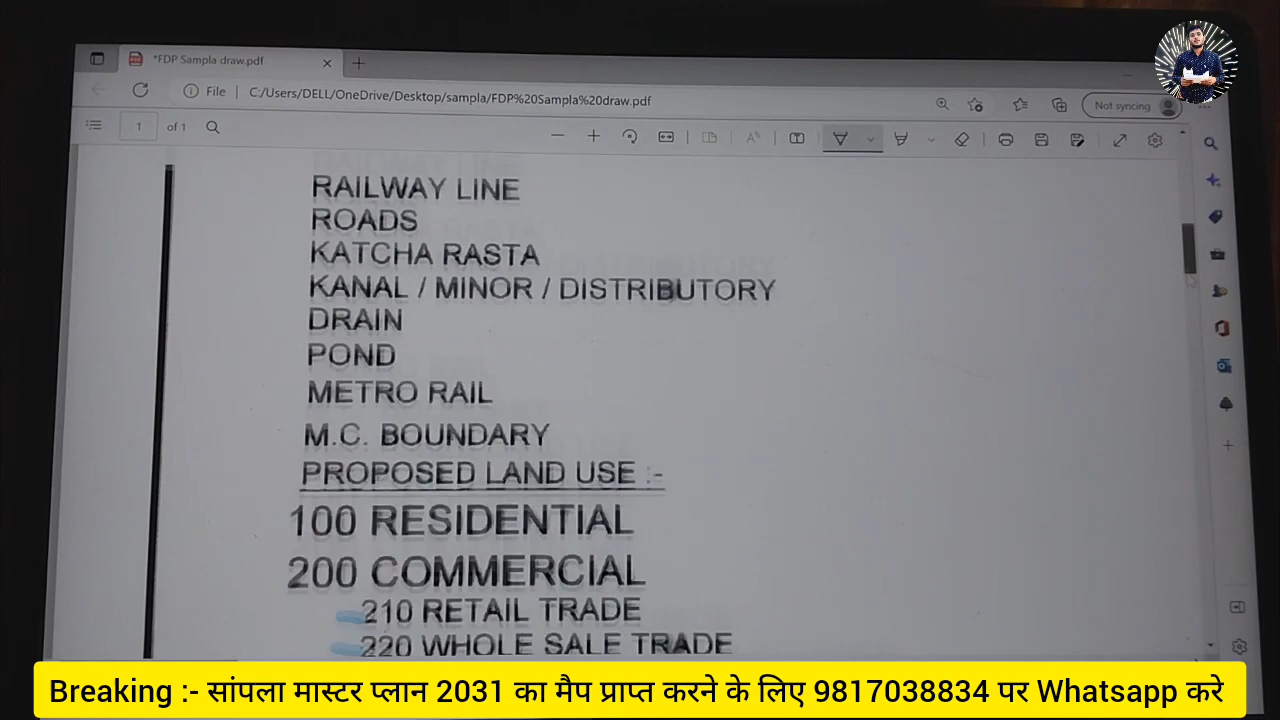 *FDP Sampla draw.pdf
File | C:/Users/DELL/OneDrive/Desktop/sampla/FDP%20Sampla%20draw.pdf
Not syncing
1 of 1
RAILWAY LINE
ROADS
KATCHA RASTA
KANAL / MINOR / DISTRIBUTORY
DRAIN
POND
METRO RAIL
M.C. BOUNDARY
PROPOSED LAND USE :-
100 RESIDENTIAL
200 COMMERCIAL
210 RETAIL TRADE
220 WHOLE SALE TRADE
Breaking :- सांपला मास्टर प्लान 2031 का मैप प्राप्त करने के लिए 9817038834 पर Whatsapp करे